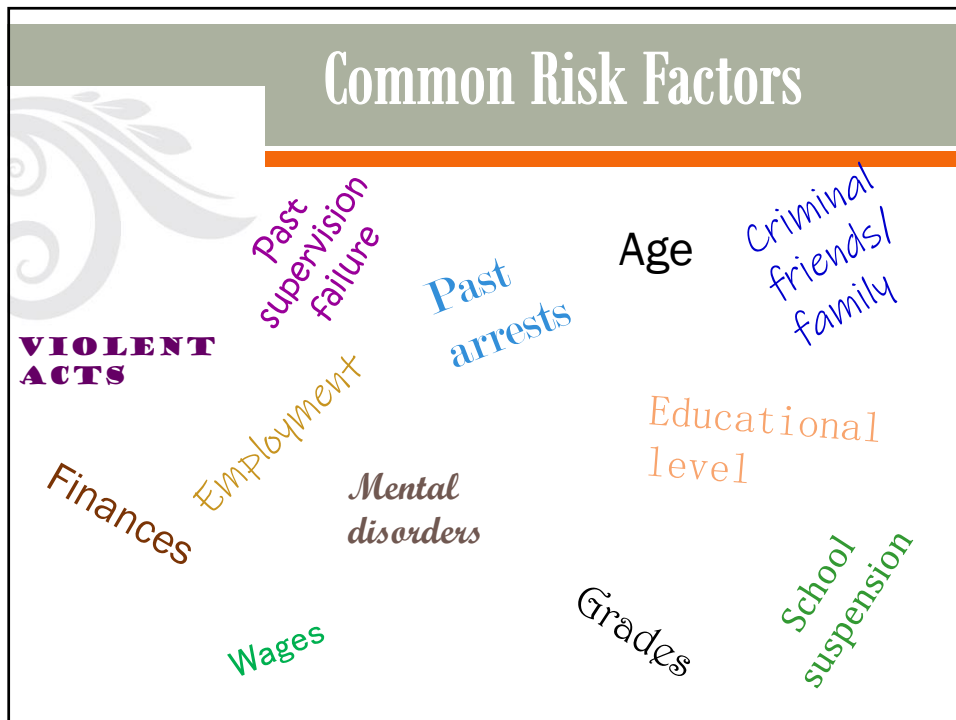 Common Risk Factors
Past
supervision
failure
Past
arrests
Age
Criminal
friends/
family
VIOLENT
ACTS
Employment
Educational
level
Finances
Mental
disorders
School
suspension
Grades
Wages